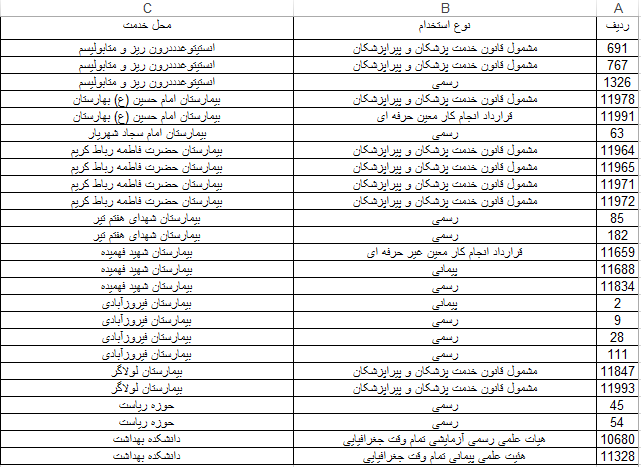 A B C
ردیف نوع استخدام محل خدمت
691 مشمول قانون خدمت پزشکان و پیراپزشکان انستیتوغدددرون ریز و متابولیسم
767 مشمول قانون خدمت پزشکان و پیراپزشکان انستیتوغدددرون ریز و متابولیسم
1326 رسمی انستیتوغدددرون ریز و متابولیسم
11978 مشمول قانون خدمت پزشکان و پیراپزشکان بیمارستان امام حسین (ع) بهارستان
11991 قرارداد انجام کار معین حرفه ای بیمارستان امام حسین (ع) بهارستان
63 رسمی بیمارستان امام سجاد شهریار
11964 مشمول قانون خدمت پزشکان و پیراپزشکان بیمارستان حضرت فاطمه رباط کریم
11965 مشمول قانون خدمت پزشکان و پیراپزشکان بیمارستان حضرت فاطمه رباط کریم
11971 مشمول قانون خدمت پزشکان و پیراپزشکان بیمارستان حضرت فاطمه رباط کریم
11972 مشمول قانون خدمت پزشکان و پیراپزشکان بیمارستان حضرت فاطمه رباط کریم
85 رسمی بیمارستان شهدای هفتم تیر
182 رسمی بیمارستان شهدای هفتم تیر
11659 قرارداد انجام کار معین غیر حرفه ای بیمارستان شهید فهمیده
11688 پیمانی بیمارستان شهید فهمیده
11834 رسمی بیمارستان شهید فهمیده
2 پیمانی بیمارستان فیروزآبادی
9 رسمی بیمارستان فیروزآبادی
28 رسمی بیمارستان فیروزآبادی
111 رسمی بیمارستان فیروزآبادی
11847 مشمول قانون خدمت پزشکان و پیراپزشکان بیمارستان لولاگر
11993 مشمول قانون خدمت پزشکان و پیراپزشکان بیمارستان لولاگر
45 رسمی حوزه ریاست
54 رسمی حوزه ریاست
10680 هیات علمی رسمی آزمایشی تمام وقت جغرافیایی دانشکده بهداشت
11328 هئیت علمی پیمانی تمام وقت جغرافیایی دانشکده بهداشت